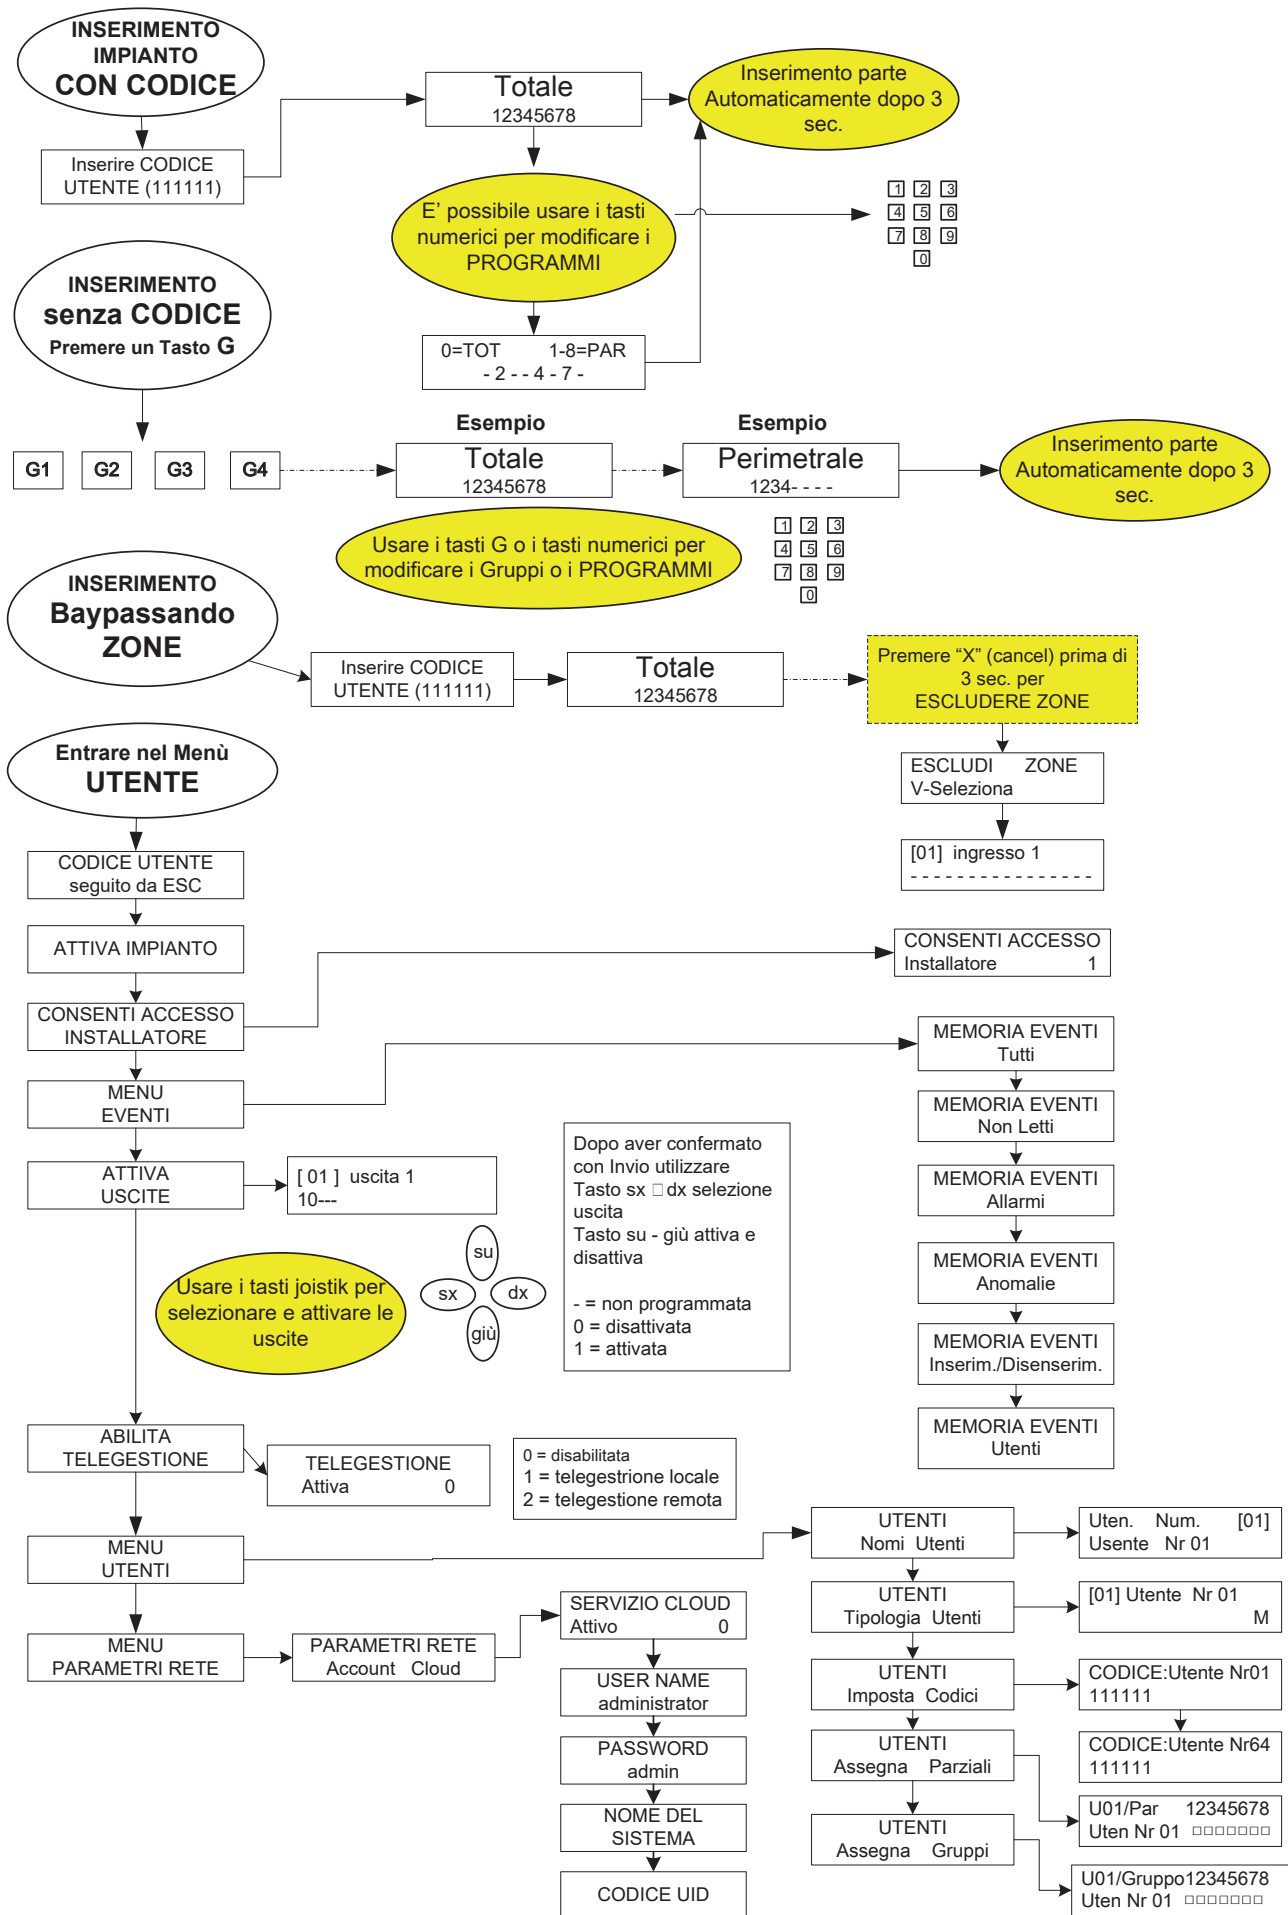 INSERIMENTO
IMPIANTO
CON CODICE
Inserire CODICE
UTENTE (111111)
Totale
12345678
Inserimento parte
Automaticamente dopo 3
sec.
E' possibile usare i tasti
numerici per modificare i
PROGRAMMI
1 2 3
4 5 6
7 8 9
0
0=TOT 1-8=PAR
- 2 - - 4 - 7 -
INSERIMENTO
senza CODICE
Premere un Tasto G
G1 G2 G3 G4
Esempio
Totale
12345678
Esempio
Perimetrale
1234- - - -
Inserimento parte
Automaticamente dopo 3
sec.
Usare i tasti G o i tasti numerici per
modificare i Gruppi o i PROGRAMMI
1 2 3
4 5 6
7 8 9
0
INSERIMENTO
Baypassando
ZONE
Inserire CODICE
UTENTE (111111)
Totale
12345678
Premere “X” (cancel) prima di
3 sec. per
ESCLUDERE ZONE
ESCLUDI ZONE
V-Seleziona
[01] ingresso 1
- - - - - - - - - - - - - - - -
Entrare nel Menù
UTENTE
CODICE UTENTE
seguito da ESC
ATTIVA IMPIANTO
CONSENTI ACCESSO
INSTALLATORE
CONSENTI ACCESSO
Installatore 1
MENU
EVENTI
MEMORIA EVENTI
Tutti
MEMORIA EVENTI
Non Letti
MEMORIA EVENTI
Allarmi
MEMORIA EVENTI
Anomalie
MEMORIA EVENTI
Inserim./Disenserim.
MEMORIA EVENTI
Utenti
ATTIVA
USCITE
[ 01 ] uscita 1
10---
Usare i tasti joistik per
selezionare e attivare le
uscite
su
sx dx
giù
Dopo aver confermato
con Invio utilizzare
Tasto sx □ dx selezione
uscita
Tasto su - giù attiva e
disattiva
- = non programmata
0 = disattivata
1 = attivata
ABILITA
TELEGESTIONE
TELEGESTIONE
Attiva 0
0 = disabilitata
1 = telegestrione locale
2 = telegestione remota
MENU
UTENTI
UTENTI
Nomi Utenti
Uten. Num. [01]
Usente Nr 01
UTENTI
Tipologia Utenti
[01] Utente Nr 01
M
UTENTI
Imposta Codici
CODICE:Utente Nr01
111111
CODICE:Utente Nr64
111111
UTENTI
Assegna Parziali
U01/Par 12345678
Uten Nr 01 □□□□□□□
UTENTI
Assegna Gruppi
U01/Gruppo12345678
Uten Nr 01 □□□□□□□
MENU
PARAMETRI RETE
PARAMETRI RETE
Account Cloud
SERVIZIO CLOUD
Attivo 0
USER NAME
administrator
PASSWORD
admin
NOME DEL
SISTEMA
CODICE UID